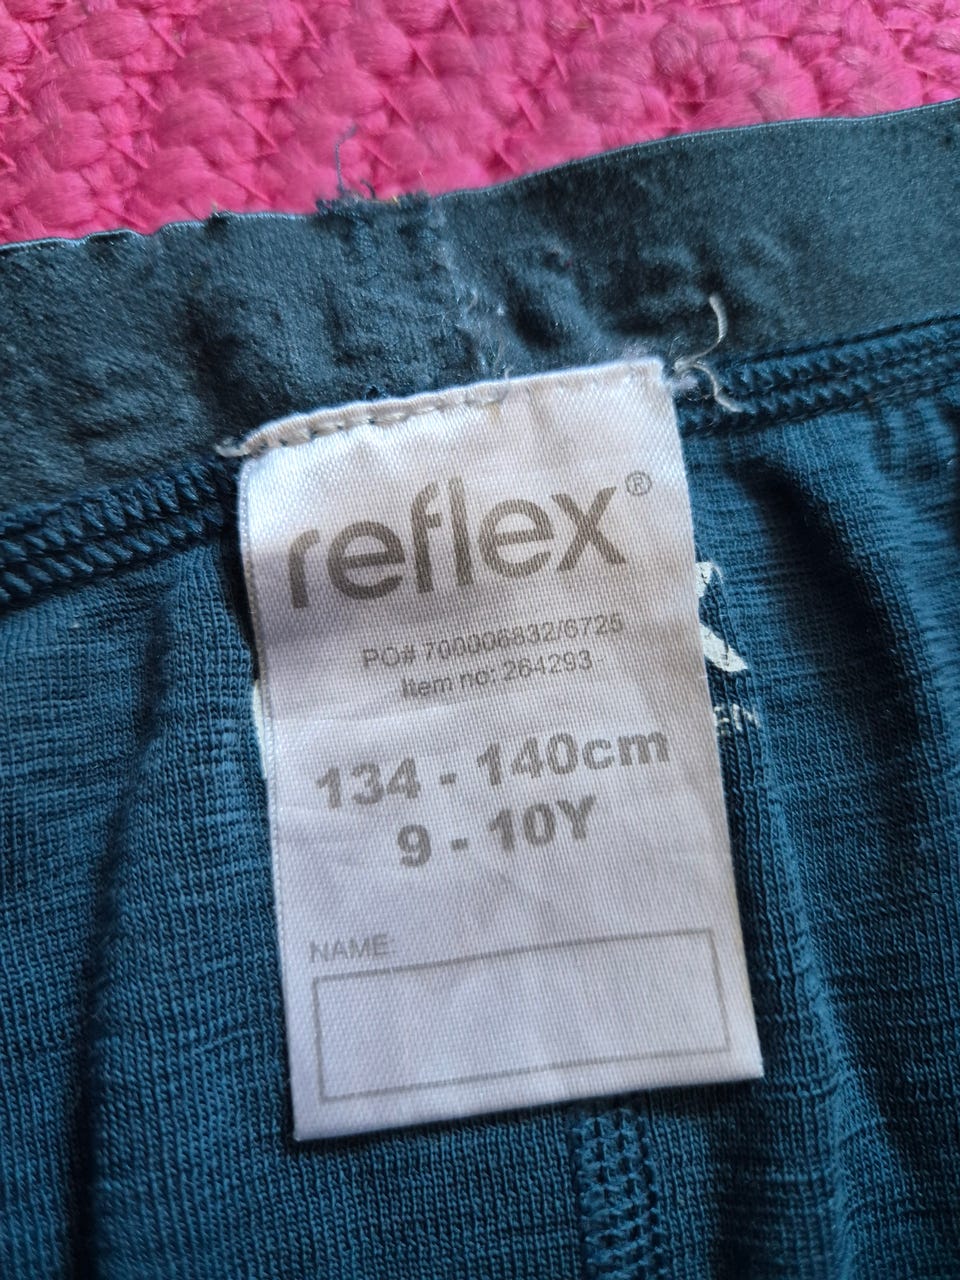 reflex®
PO# 700006832/6725
Item no: 264293
134 - 140cm
9 - 10Y
NAME: